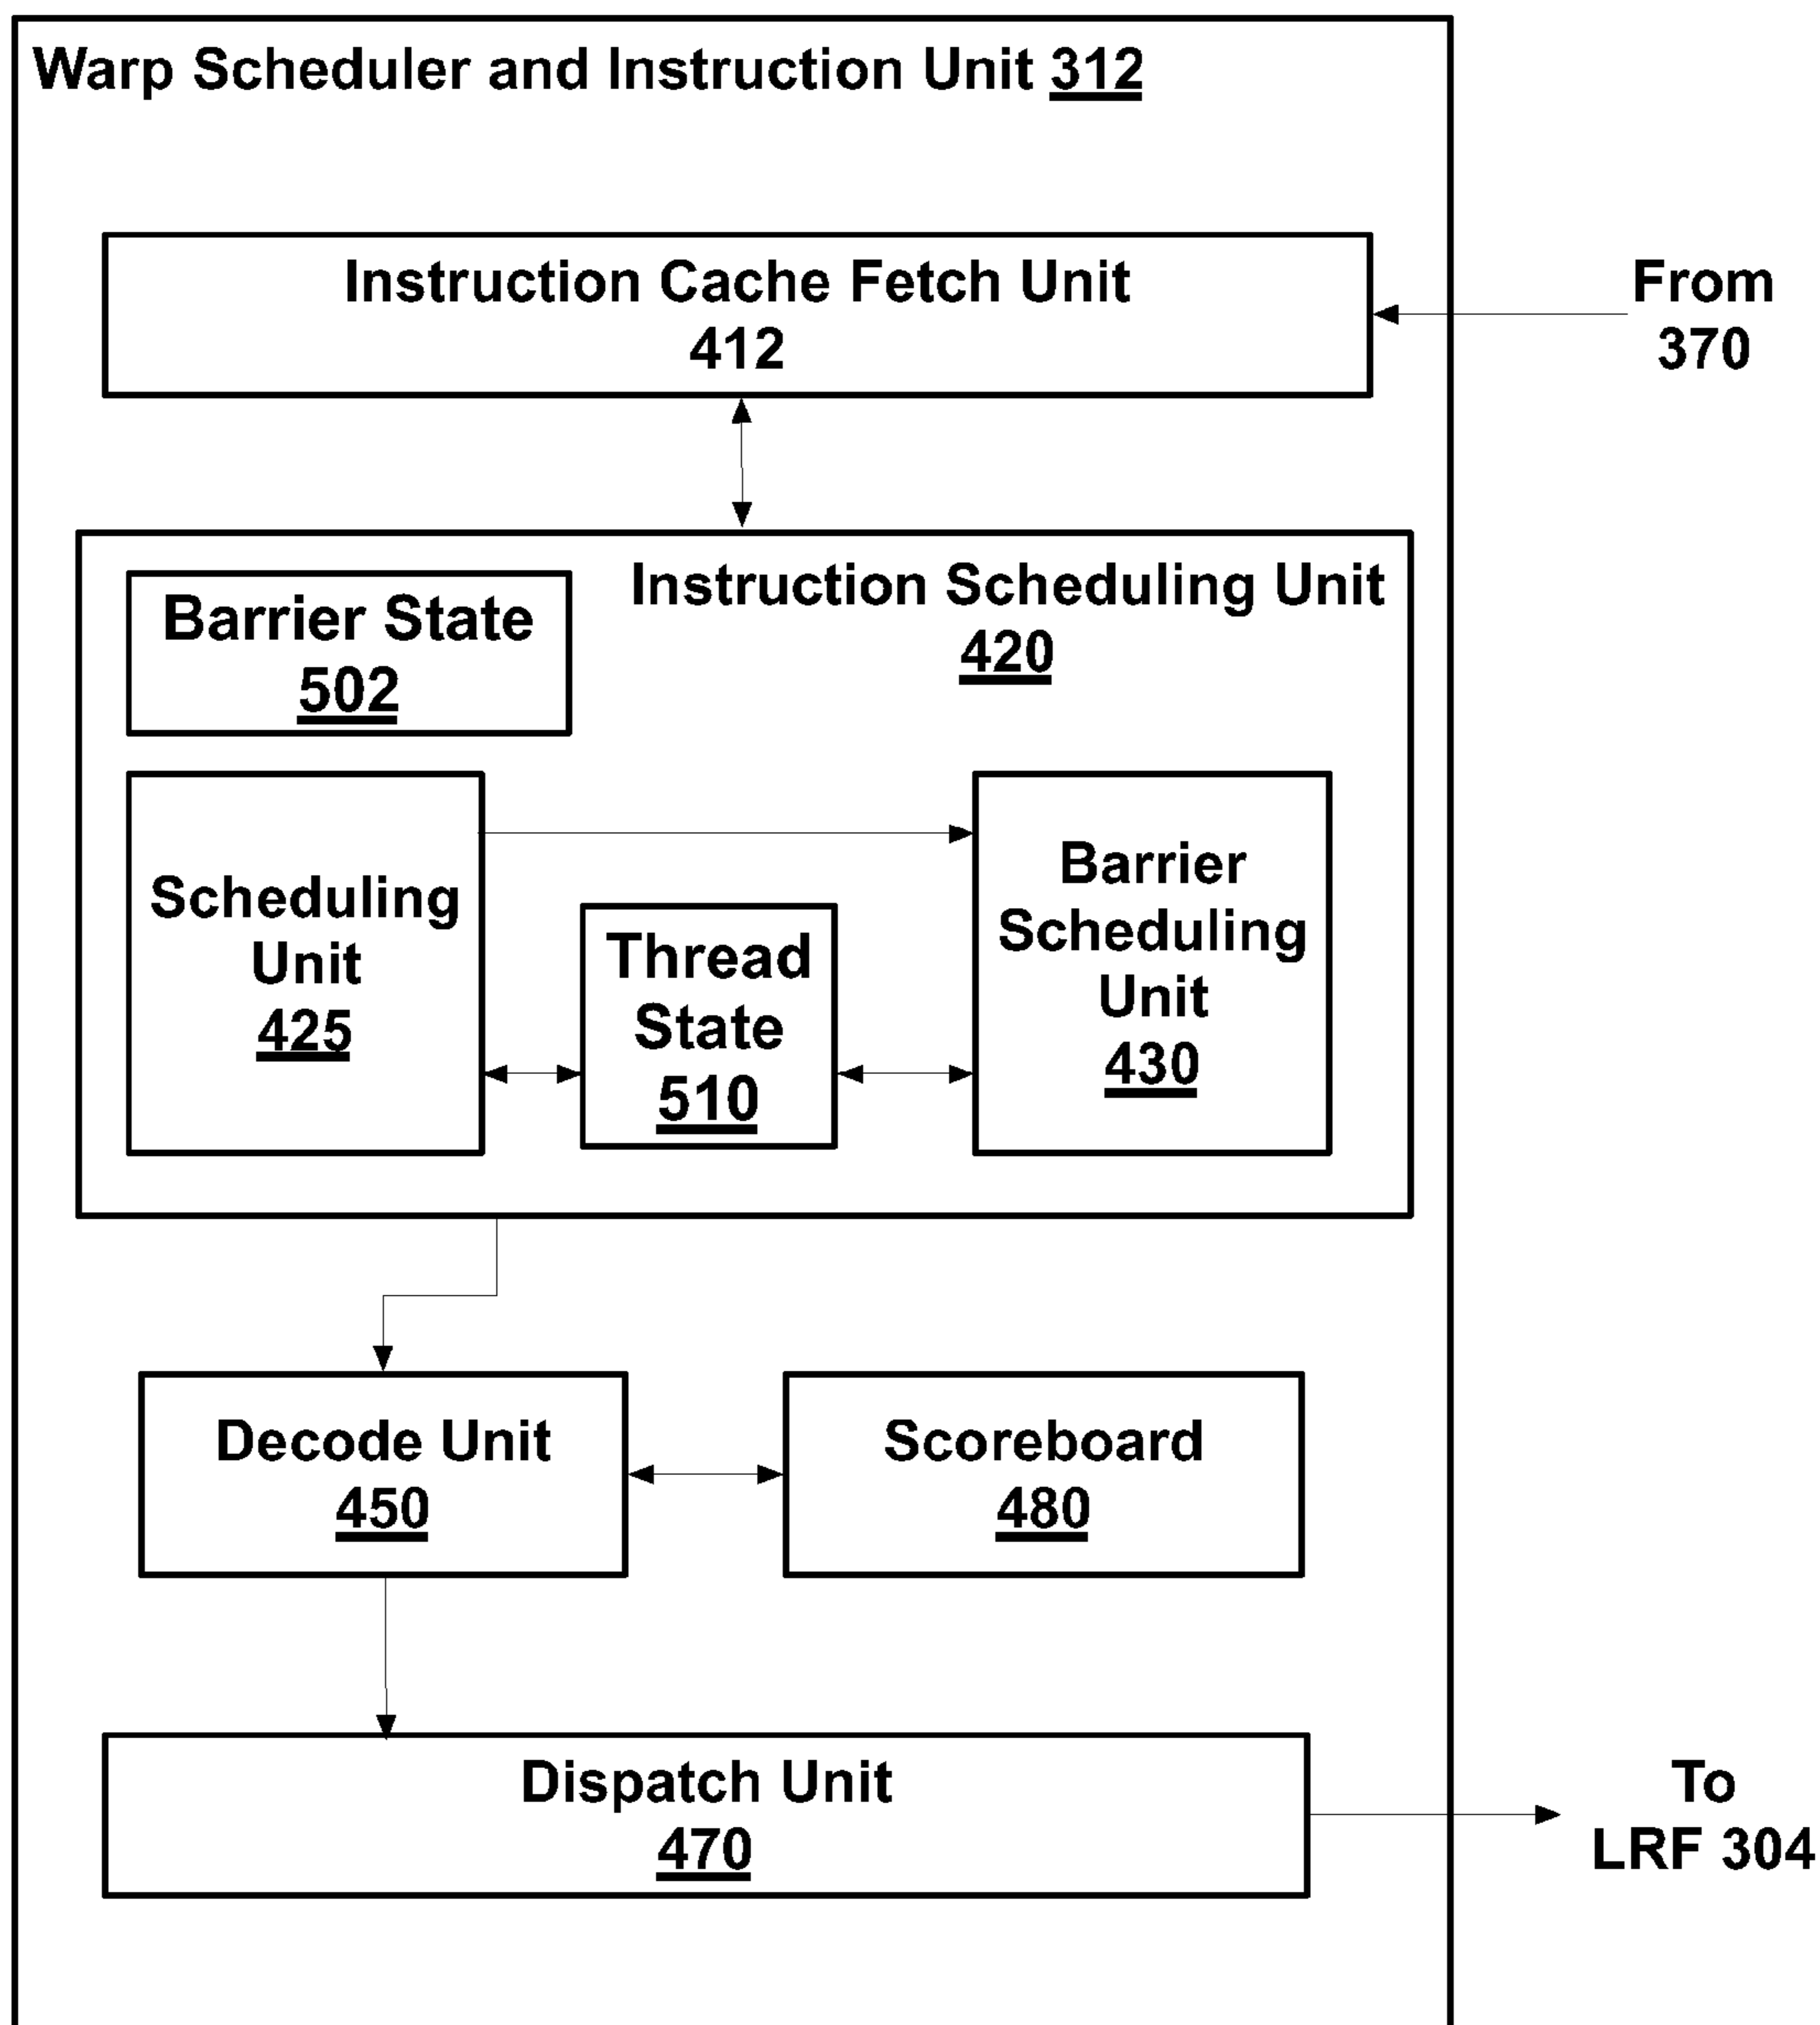 Warp Scheduler and Instruction Unit 312
Instruction Cache Fetch Unit
412
From
370
Instruction Scheduling Unit
420
Barrier State
502
Scheduling
Unit
425
Thread
State
510
Barrier
Scheduling
Unit
430
Decode Unit
450
Scoreboard
480
Dispatch Unit
470
To
LRF 304